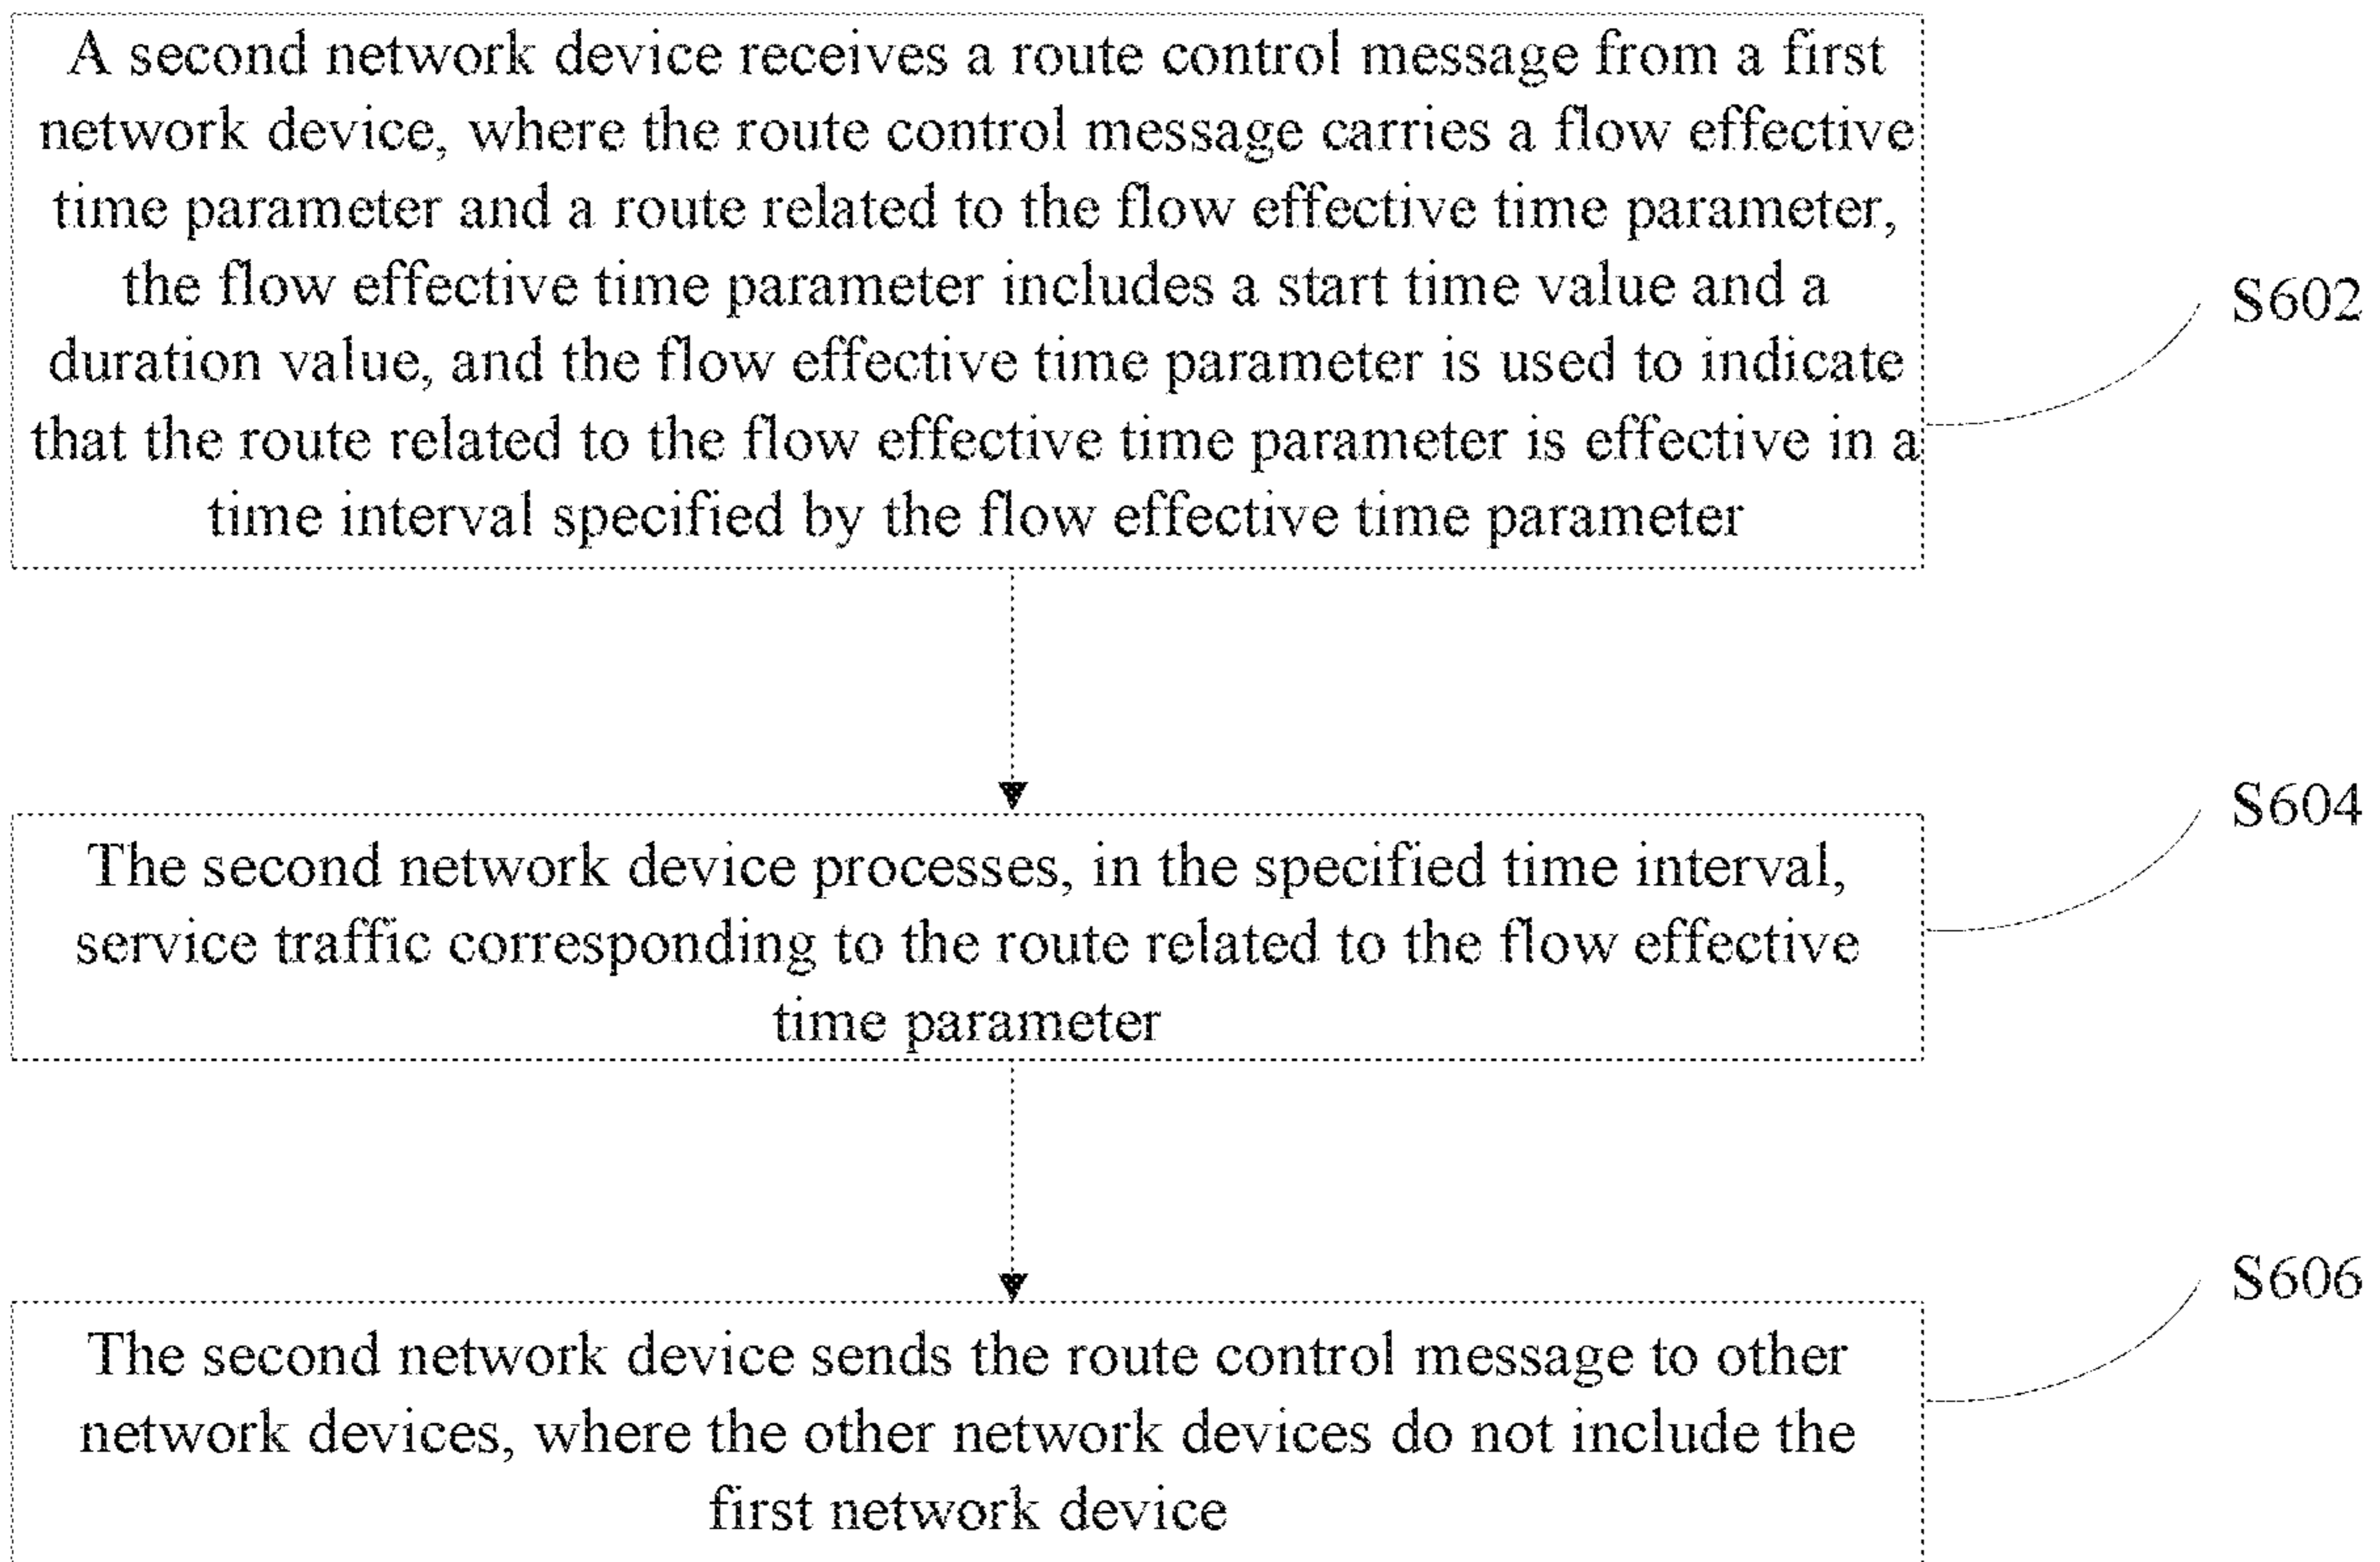 A second network device receives a route control message from a first
network device, where the route control message carries a flow effective
time parameter and a route related to the flow effective time parameter,
the flow effective time parameter includes a start time value and a
duration value, and the flow effective time parameter is used to indicate
that the route related to the flow effective time parameter is effective in a
time interval specified by the flow effective time parameter
S602
The second network device processes, in the specified time interval,
service traffic corresponding to the route related to the flow effective
time parameter
S604
The second network device sends the route control message to other
network devices, where the other network devices do not include the
first network device
S606